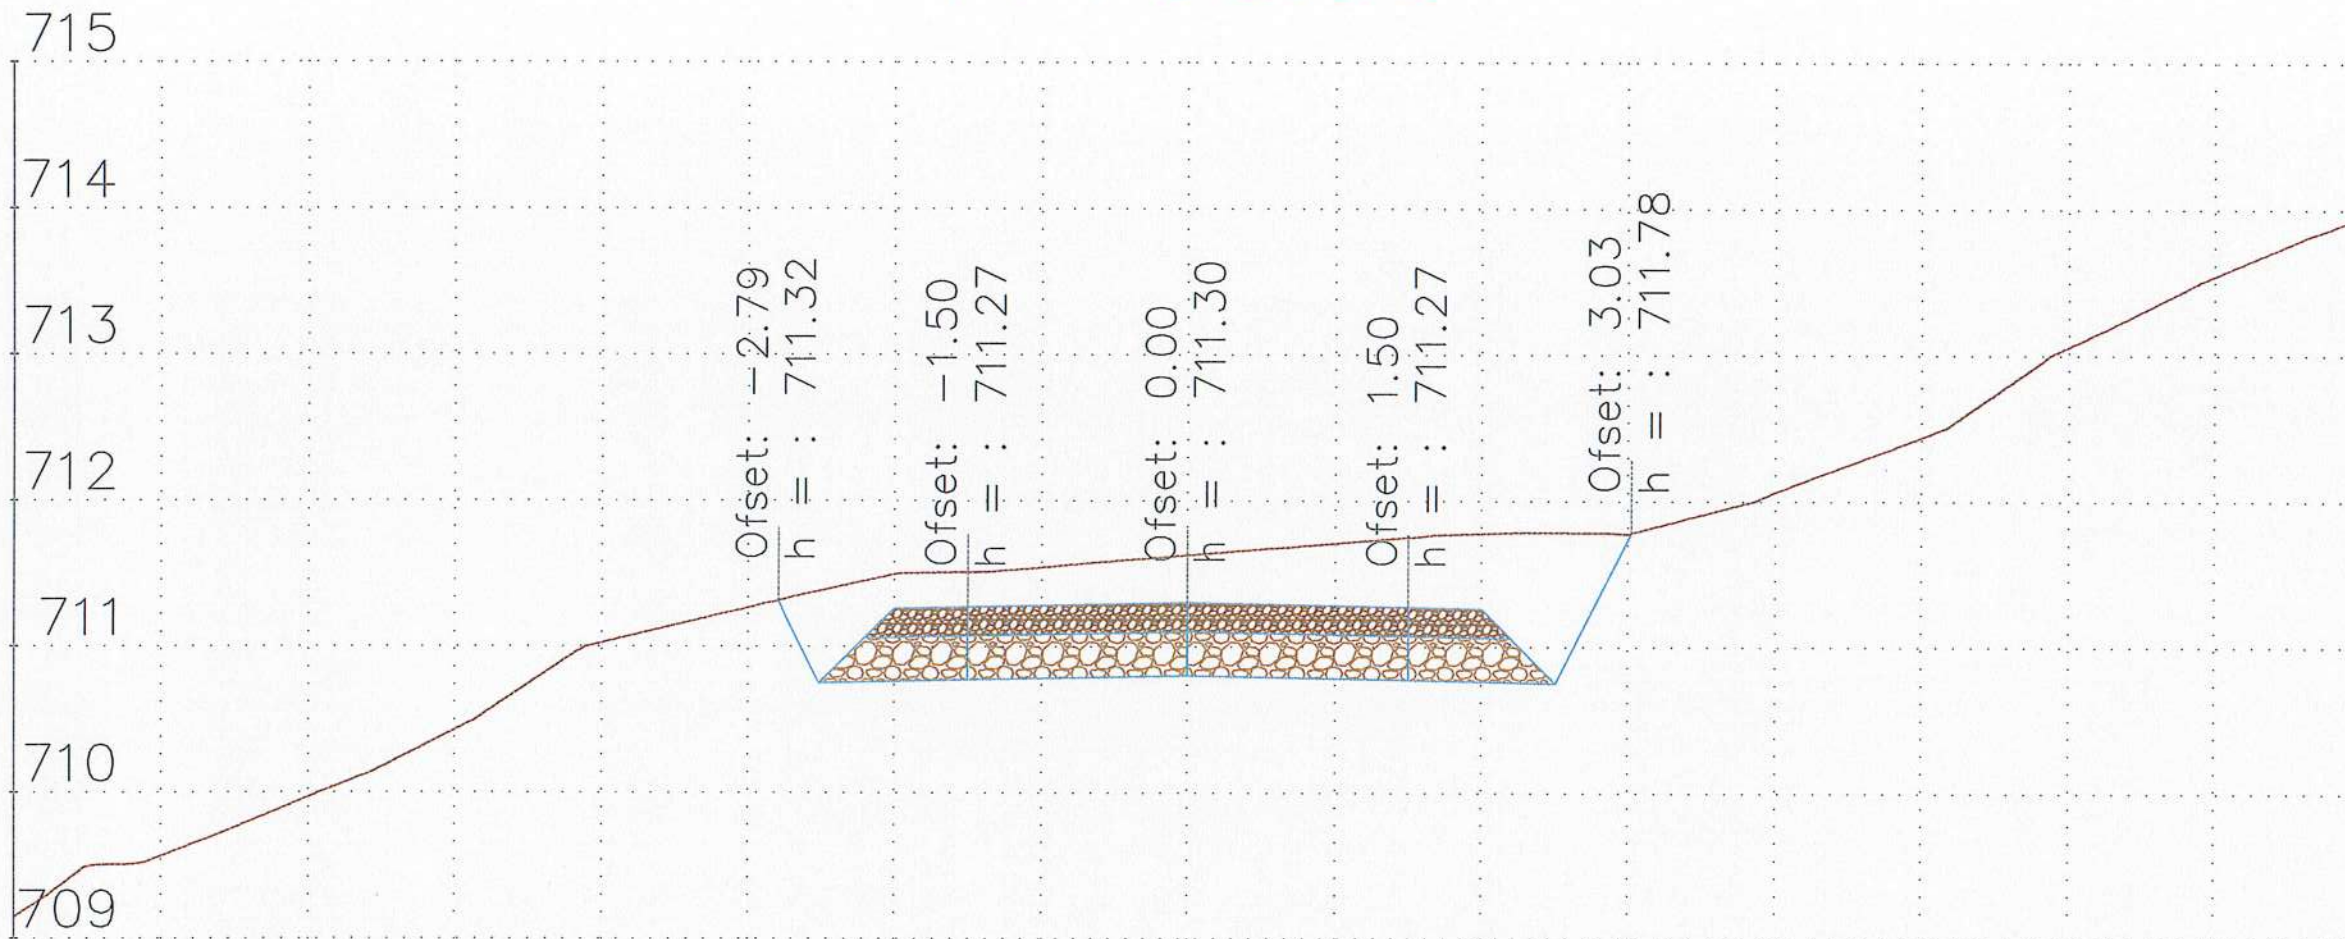 715
714
713
712
711
710
709
Ofset: -2.79
h = : 711.32
Ofset: -1.50
h = : 711.27
Ofset: 0.00
h = : 711.30
Ofset: 1.50
h = : 711.27
Ofset: 3.03
h = : 711.78